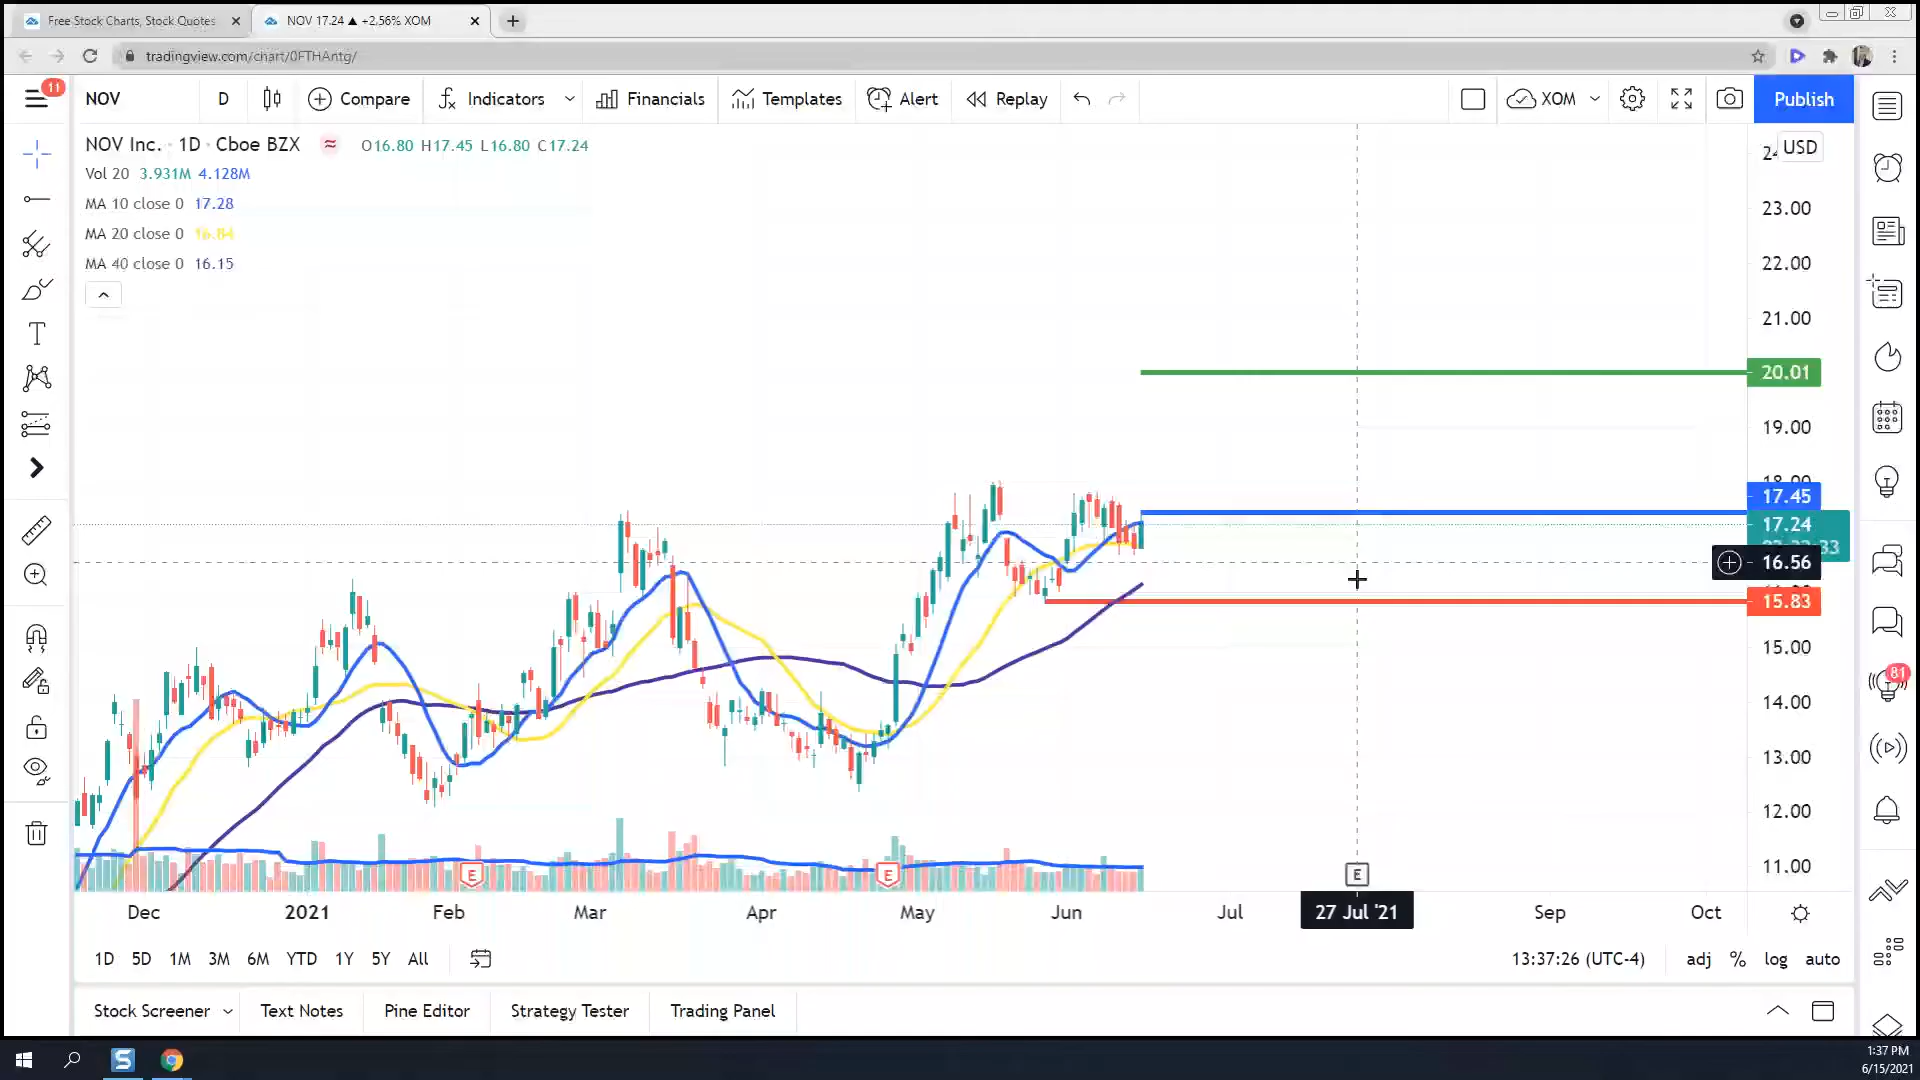 Free Stock Charts, Stock Quotes
NOV 17.24 ▲ +2.56% XOM
tradingview.com/chart/0FTHAntg/
11
NOV
D
Compare
Indicators
Financials
Templates
Alert
Replay
XOM
Publish
NOV Inc. · 1D · Cboe BZX
O16.80 H17.45 L16.80 C17.24
USD
Vol 20 3.931M 4.128M
MA 10 close 0 17.28
MA 20 close 0 16.84
MA 40 close 0 16.15
23.00
22.00
21.00
20.01
19.00
18.00
17.45
17.24
16.56
15.83
15.00
14.00
13.00
12.00
11.00
81
E
E
E
Dec
2021
Feb
Mar
Apr
May
Jun
Jul
27 Jul '21
Sep
Oct
1D 5D 1M 3M 6M YTD 1Y 5Y All
13:37:26 (UTC-4)
adj % log auto
Stock Screener
Text Notes
Pine Editor
Strategy Tester
Trading Panel
S
1:37 PM
6/15/2021